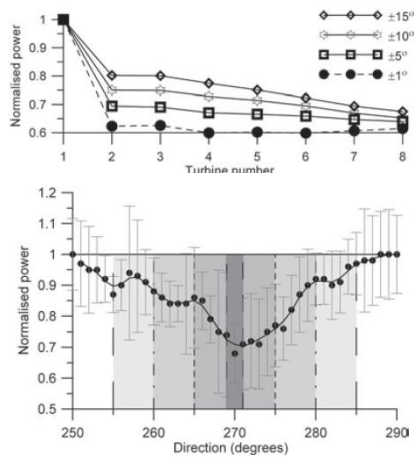 ±15°
±10°
±5°
±1°
Normalised power
1
0.9
0.8
0.7
0.6
1 2 3 4 5 6 7 8
Turbine number
Normalised power
1.2
1.1
1
0.9
0.8
0.7
0.6
0.5
250 260 270 280 290
Direction (degrees)